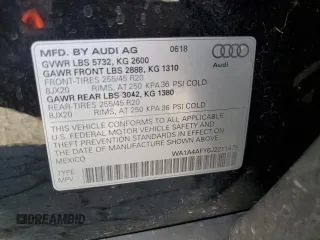 MFD. BY AUDI AG 0618
GVWR LBS 5732, KG 2600
GAWR FRONT LBS 2888, KG 1310
FRONT-TIRES 255/45 R20
8JX20 RIMS, AT 250 KPA 36 PSI COLD
GAWR REAR LBS 3042, KG 1380
REAR-TIRES 255/45 R20
8JX20 RIMS, AT 250 KPA 36 PSI COLD
THIS VEHICLE CONFORMS TO ALL
APPLICABLE U.S. FEDERAL MOTOR
VEHICLE SAFETY, BUMPER AND
THEFT PREVENTION STANDARDS
IN EFFECT ON THE DATE OF
MANUFACTURE SHOWN ABOVE
MEXICO
TYPE
MPV
DREAMBID